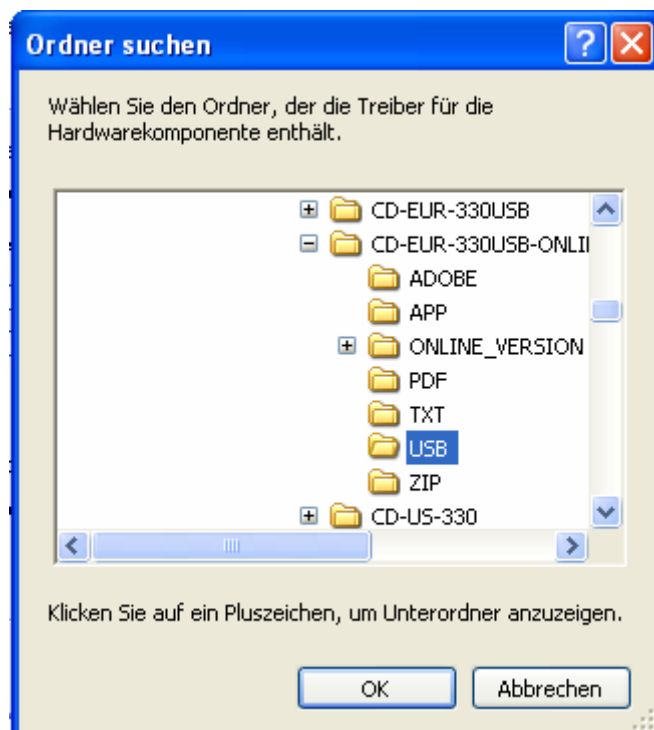 Ordner suchen
Wählen Sie den Ordner, der die Treiber für die
Hardwarekomponente enthält.
CD-EUR-330USB
CD-EUR-330USB-ONLI
ADOBE
APP
ONLINE_VERSION
PDF
TXT
USB
ZIP
CD-US-330
Klicken Sie auf ein Pluszeichen, um Unterordner anzuzeigen.
OK Abbrechen